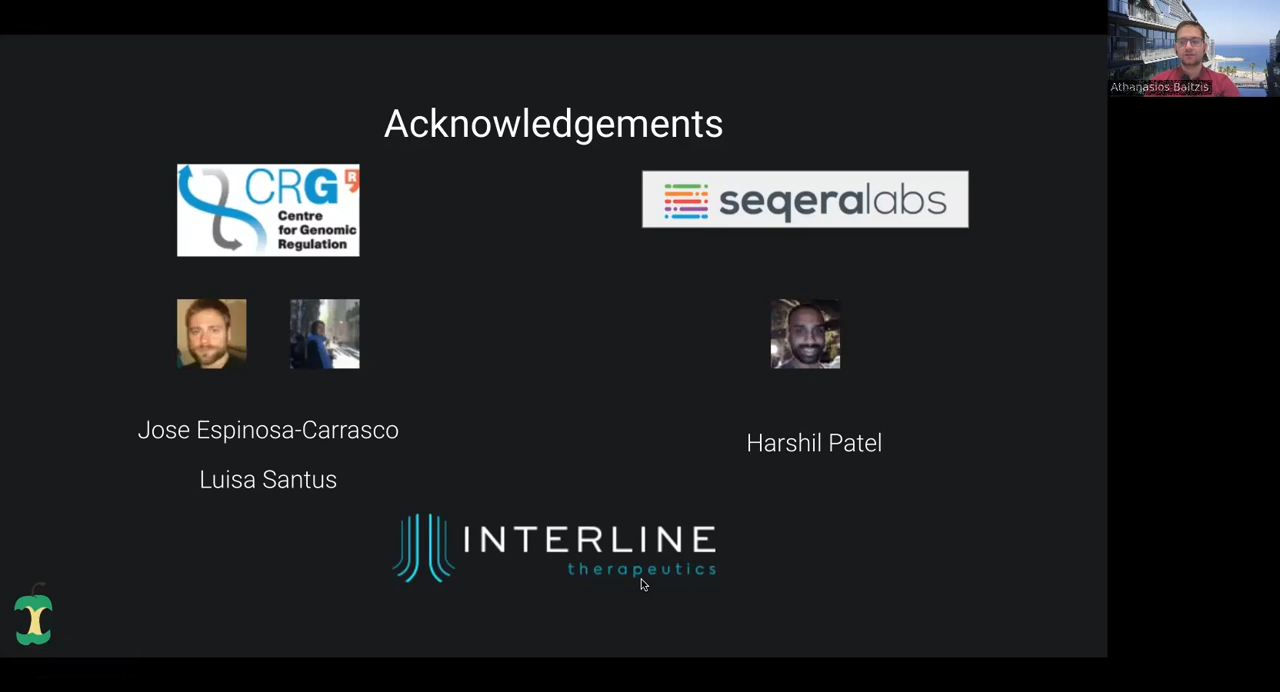 Athanasios Baltzis
Acknowledgements
CRG
R
Centre
for Genomic
Regulation
seqeralabs
Jose Espinosa-Carrasco
Luisa Santus
Harshil Patel
INTERLINE
therapeutics